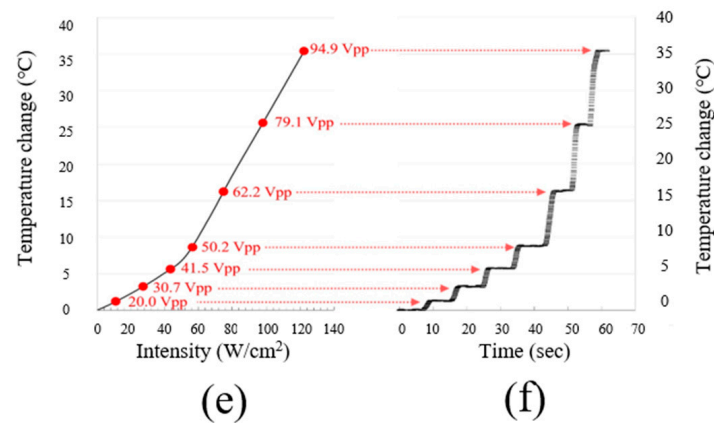 40
35
30
25
20
15
10
5
0
Temperature change (℃)
0 20 40 60 80 100 120 140
Intensity (W/cm²)
94.9 Vpp
79.1 Vpp
62.2 Vpp
50.2 Vpp
41.5 Vpp
30.7 Vpp
20.0 Vpp
(e)
0 10 20 30 40 50 60 70
Time (sec)
40
35
30
25
20
15
10
5
0
Temperature change (℃)
(f)